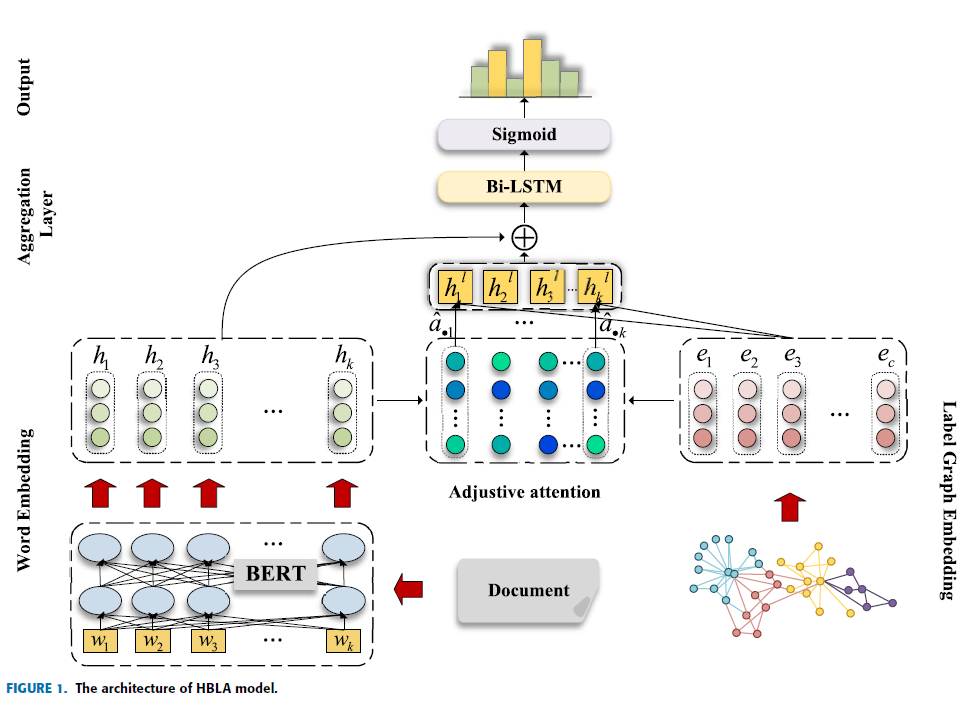 Output
Sigmoid
Aggregation
Layer
Bi-LSTM
h₁ˡ h₂ˡ h₃ˡ ... hₖˡ
â•₁ ... â•ₖ
h₁ h₂ h₃ hₖ
...
e₁ e₂ e₃ e_c
...
Word Embedding
Adjustive attention
Label Graph Embedding
...
BERT
Document
w₁ w₂ w₃ ... wₖ
FIGURE 1. The architecture of HBLA model.